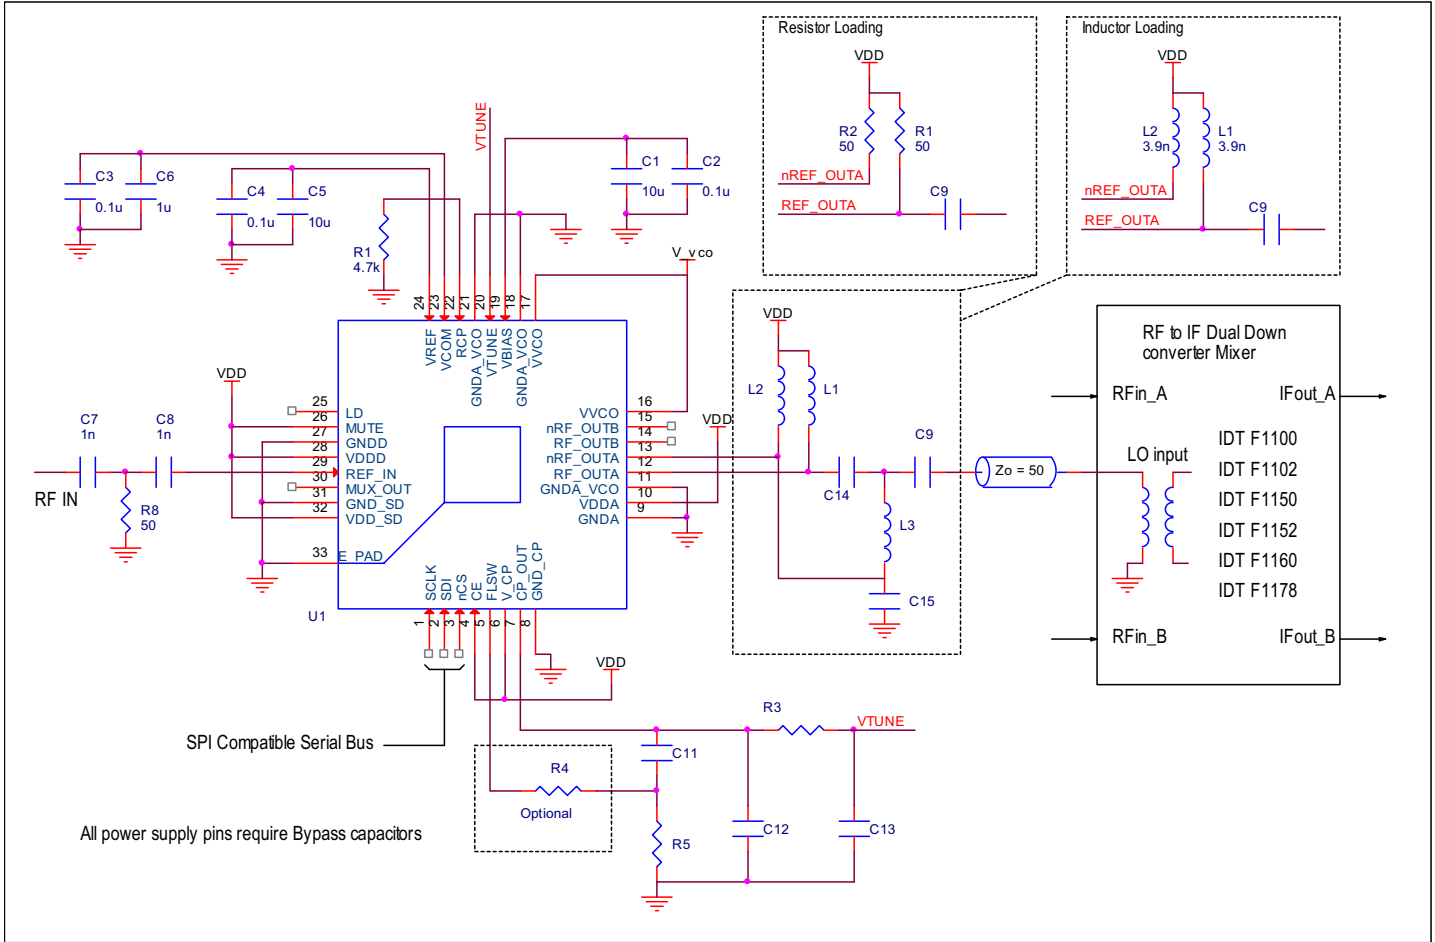 Resistor Loading
VDD
R2
50
R1
50
nREF_OUTA
REF_OUTA
C9
Inductor Loading
VDD
L2
3.9n
L1
3.9n
nREF_OUTA
REF_OUTA
C9
VTUNE
C3
0.1u
C6
1u
C4
0.1u
C5
10u
R1
4.7k
C1
10u
C2
0.1u
V_vco
24
23
22
21
20
19
18
17
VREF
VCOM
RCP
GNDA_VCO
VTUNE
VBIAS
GNDA_VCO
VVCO
VDD
25
26
27
28
29
30
31
32
33
LD
MUTE
GNDD
VDDD
REF_IN
MUX_OUT
GND_SD
VDD_SD
E_PAD
C7
1n
C8
1n
RF IN
R8
50
U1
VVCO
nRF_OUTB
RF_OUTB
nRF_OUTA
RF_OUTA
GNDA_VCO
VDDA
GNDA
16
15
14
13
12
11
10
9
VDD
SCLK
SDI
nCS
CE
FLSW
V_CP
CP_OUT
GND_CP
1
2
3
4
5
6
7
8
VDD
VDD
L2
L1
C14
C9
L3
C15
Zo = 50
RF to IF Dual Down
converter Mixer
RFin_A
IFout_A
LO input
IDT F1100
IDT F1102
IDT F1150
IDT F1152
IDT F1160
IDT F1178
RFin_B
IFout_B
SPI Compatible Serial Bus
R4
Optional
C11
R5
C12
R3
C13
VTUNE
All power supply pins require Bypass capacitors